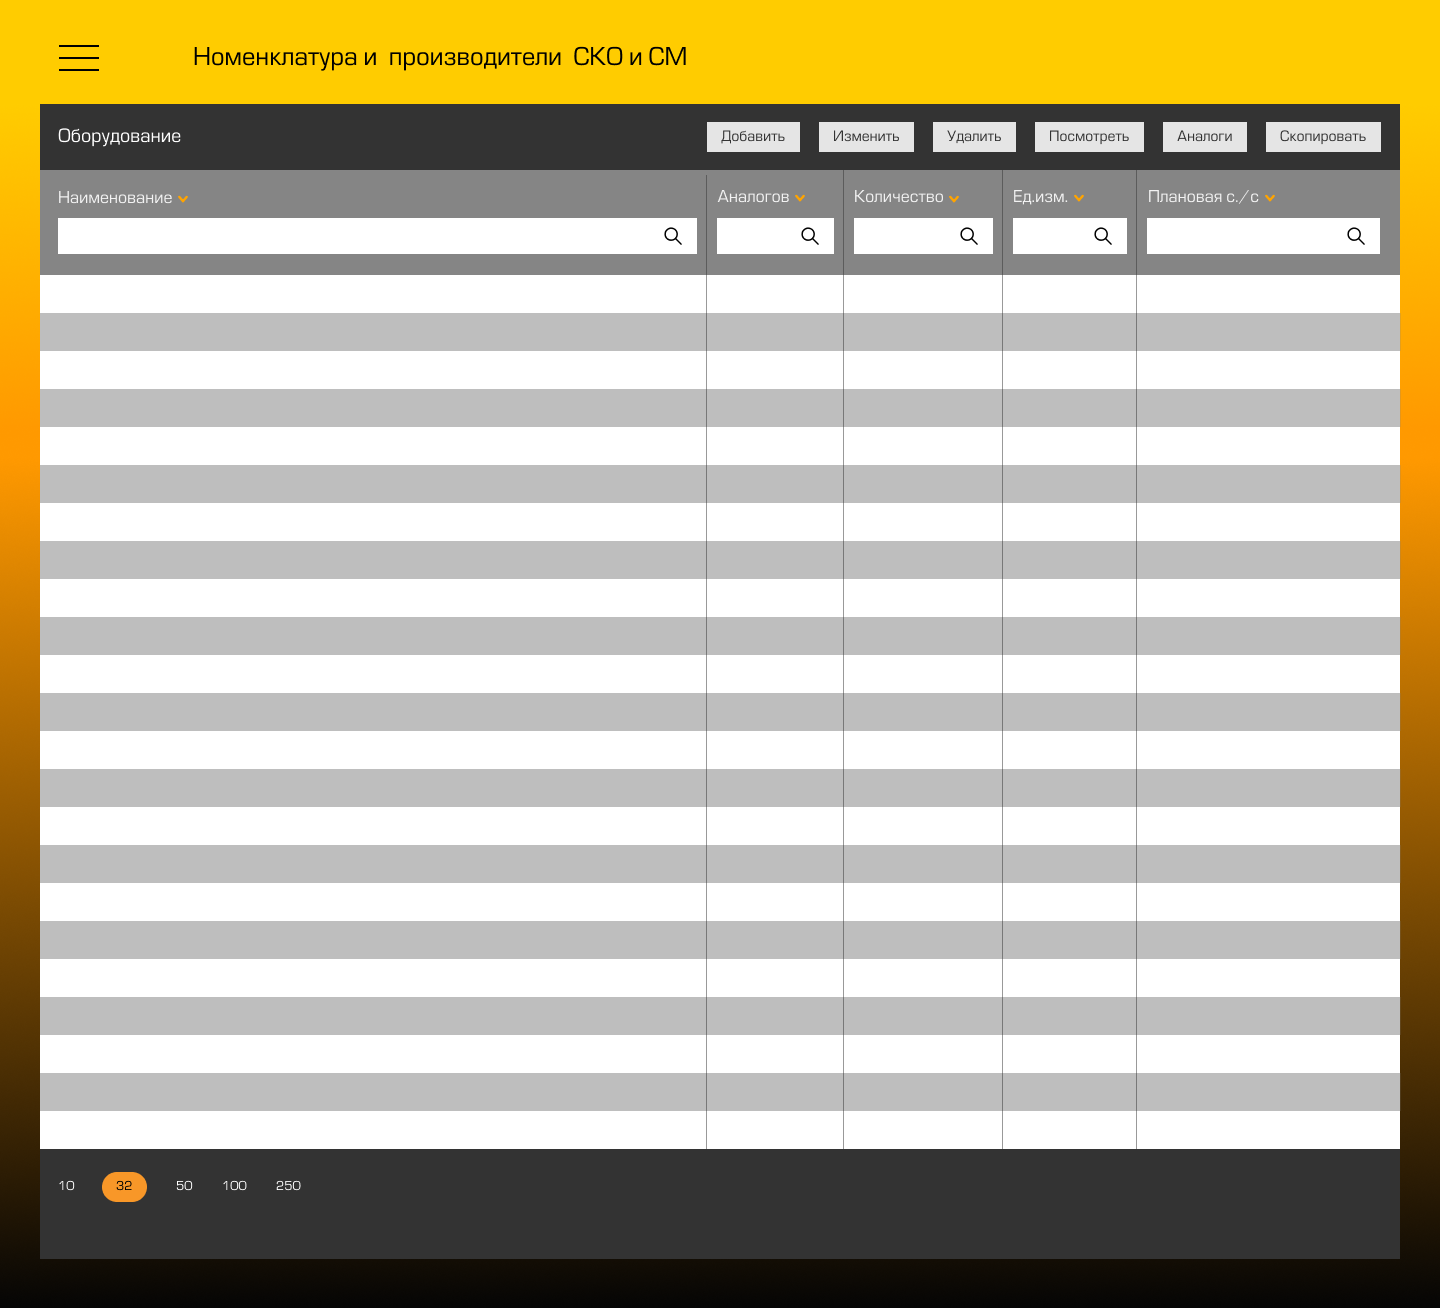 Номенклатура и производители СКО и СМ
Оборудование
Добавить
Изменить
Удалить
Посмотреть
Аналоги
Скопировать
Наименование
Аналогов
Количество
Ед.изм.
Плановая с./с
10
32
50
100
250